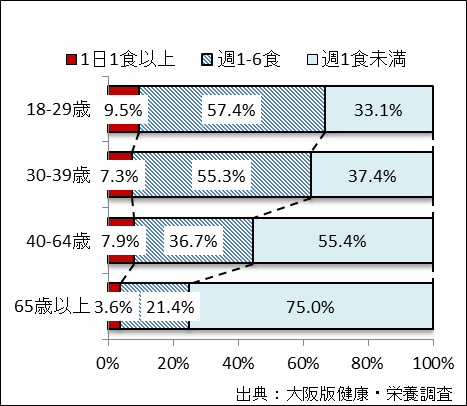 1日1食以上 週1-6食 週1食未満
18-29歳 9.5% 57.4% 33.1%
30-39歳 7.3% 55.3% 37.4%
40-64歳 7.9% 36.7% 55.4%
65歳以上 3.6% 21.4% 75.0%
0% 20% 40% 60% 80% 100%
出典：大阪版健康・栄養調査